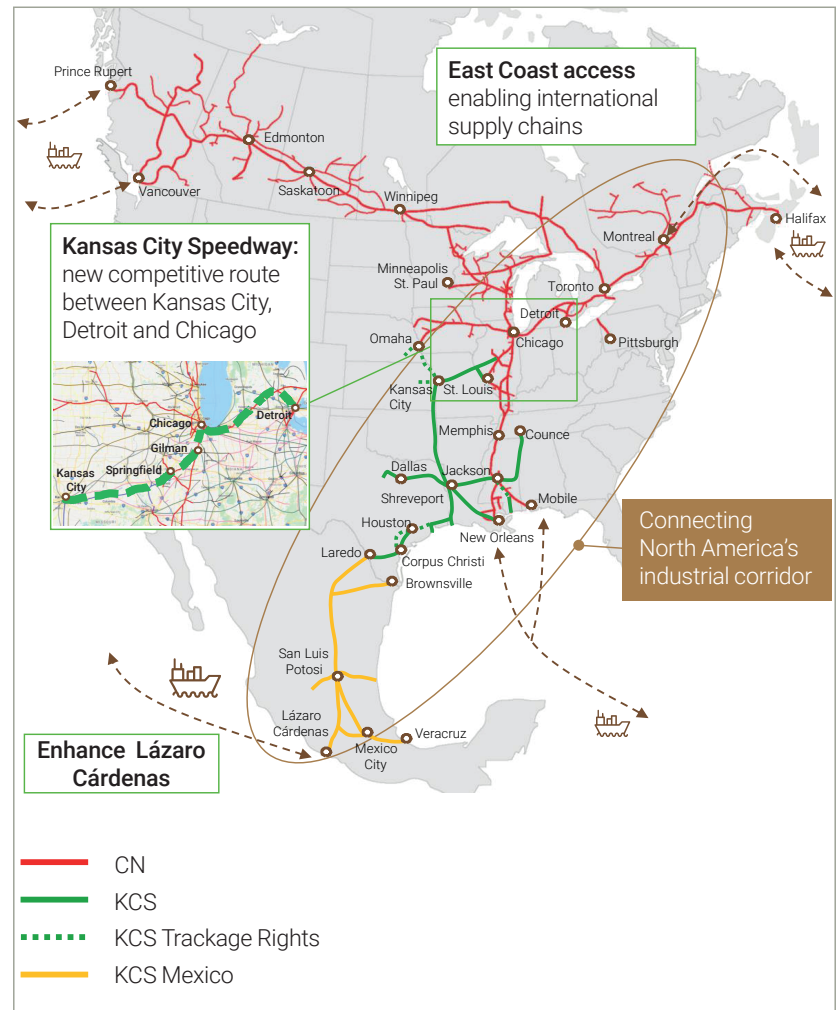 Prince Rupert
Edmonton
Vancouver
Saskatoon
Winnipeg
East Coast access
enabling international
supply chains
Halifax
Montreal
Toronto
Minneapolis
St. Paul
Detroit
Chicago
Pittsburgh
Omaha
Kansas
City
St. Louis
Kansas City Speedway:
new competitive route
between Kansas City,
Detroit and Chicago
Chicago
Detroit
Gilman
Springfield
Kansas
City
Memphis
Counce
Dallas
Jackson
Shreveport
Mobile
Houston
New Orleans
Laredo
Corpus Christi
Brownsville
Connecting
North America’s
industrial corridor
San Luis
Potosi
Lázaro
Cárdenas
Mexico
City
Veracruz
Enhance Lázaro
Cárdenas
CN
KCS
KCS Trackage Rights
KCS Mexico